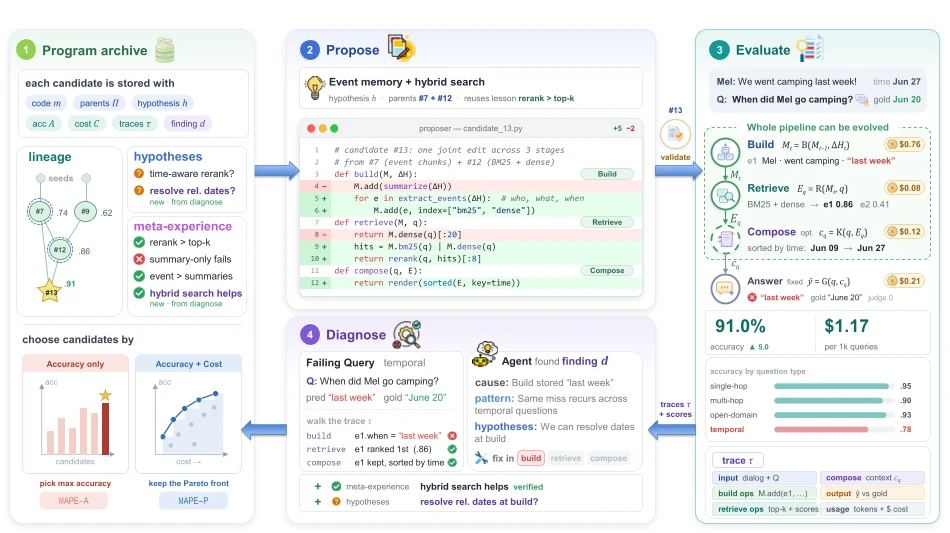 1 Program archive
each candidate is stored with
code m parents Π hypothesis h
acc A cost C traces τ finding d
lineage
seeds
#7 .74 #9 .62
#12 .86
#13 .91
hypotheses
time-aware rerank?
resolve rel. dates?
new · from diagnose
meta-experience
rerank > top-k
summary-only fails
event > summaries
hybrid search helps
new · from diagnose
choose candidates by
Accuracy only
acc
candidates
pick max accuracy
MAPE-A
Accuracy + Cost
acc
cost →
keep the Pareto front
MAPE-P
2 Propose
Event memory + hybrid search
hypothesis h · parents #7 + #12 · reuses lesson rerank > top-k
proposer — candidate_13.py +5 −2
1 # candidate #13: one joint edit across 3 stages
2 # from #7 (event chunks) + #12 (BM25 + dense)
3 def build(M, ΔH): Build
4 − M.add(summarize(ΔH))
5 + for e in extract_events(ΔH): # who, what, when
6 + M.add(e, index=["bm25", "dense"])
7 def retrieve(M, q): Retrieve
8 − return M.dense(q)[:20]
9 + hits = M.bm25(q) | M.dense(q)
10 + return rerank(q, hits)[:8]
11 def compose(q, E): Compose
12 + return render(sorted(E, key=time))
#13
validate
3 Evaluate
Mel: We went camping last week! time Jun 27
Q: When did Mel go camping? gold Jun 20
Whole pipeline can be evolved
Build Mₜ = B(Mₜ₋₁, ΔHₜ) $0.76
e1 Mel · went camping · “last week”
Mₜ
Retrieve E_q = R(Mₜ, q) $0.08
BM25 + dense → e1 0.86 e2 0.41
E_q
Compose opt. c_q = K(q, E_q) $0.12
sorted by time: Jun 09 → Jun 27
c_q
Answer fixed ŷ = G(q, c_q) $0.21
“last week” gold “June 20” judge 0
91.0% $1.17
accuracy ▲ 5.0 per 1k queries
accuracy by question type
single-hop .95
multi-hop .90
open-domain .93
temporal .78
trace τ
input dialog + Q compose context c_q
build ops M.add(e1, …) output ŷ vs gold
retrieve ops top-k + scores usage tokens + $ cost
traces τ
+ scores
4 Diagnose
Failing Query temporal
Q: When did Mel go camping?
pred “last week” gold “June 20”
walk the trace τ
build e1.when = “last week”
retrieve e1 ranked 1st (.86)
compose e1 kept, sorted by time
Agent found finding d
cause: Build stored “last week”
pattern: Same miss recurs across
temporal questions
hypotheses: We can resolve dates
at build
fix in build retrieve compose
+ meta-experience hybrid search helps verified
+ ? hypotheses resolve rel. dates at build?